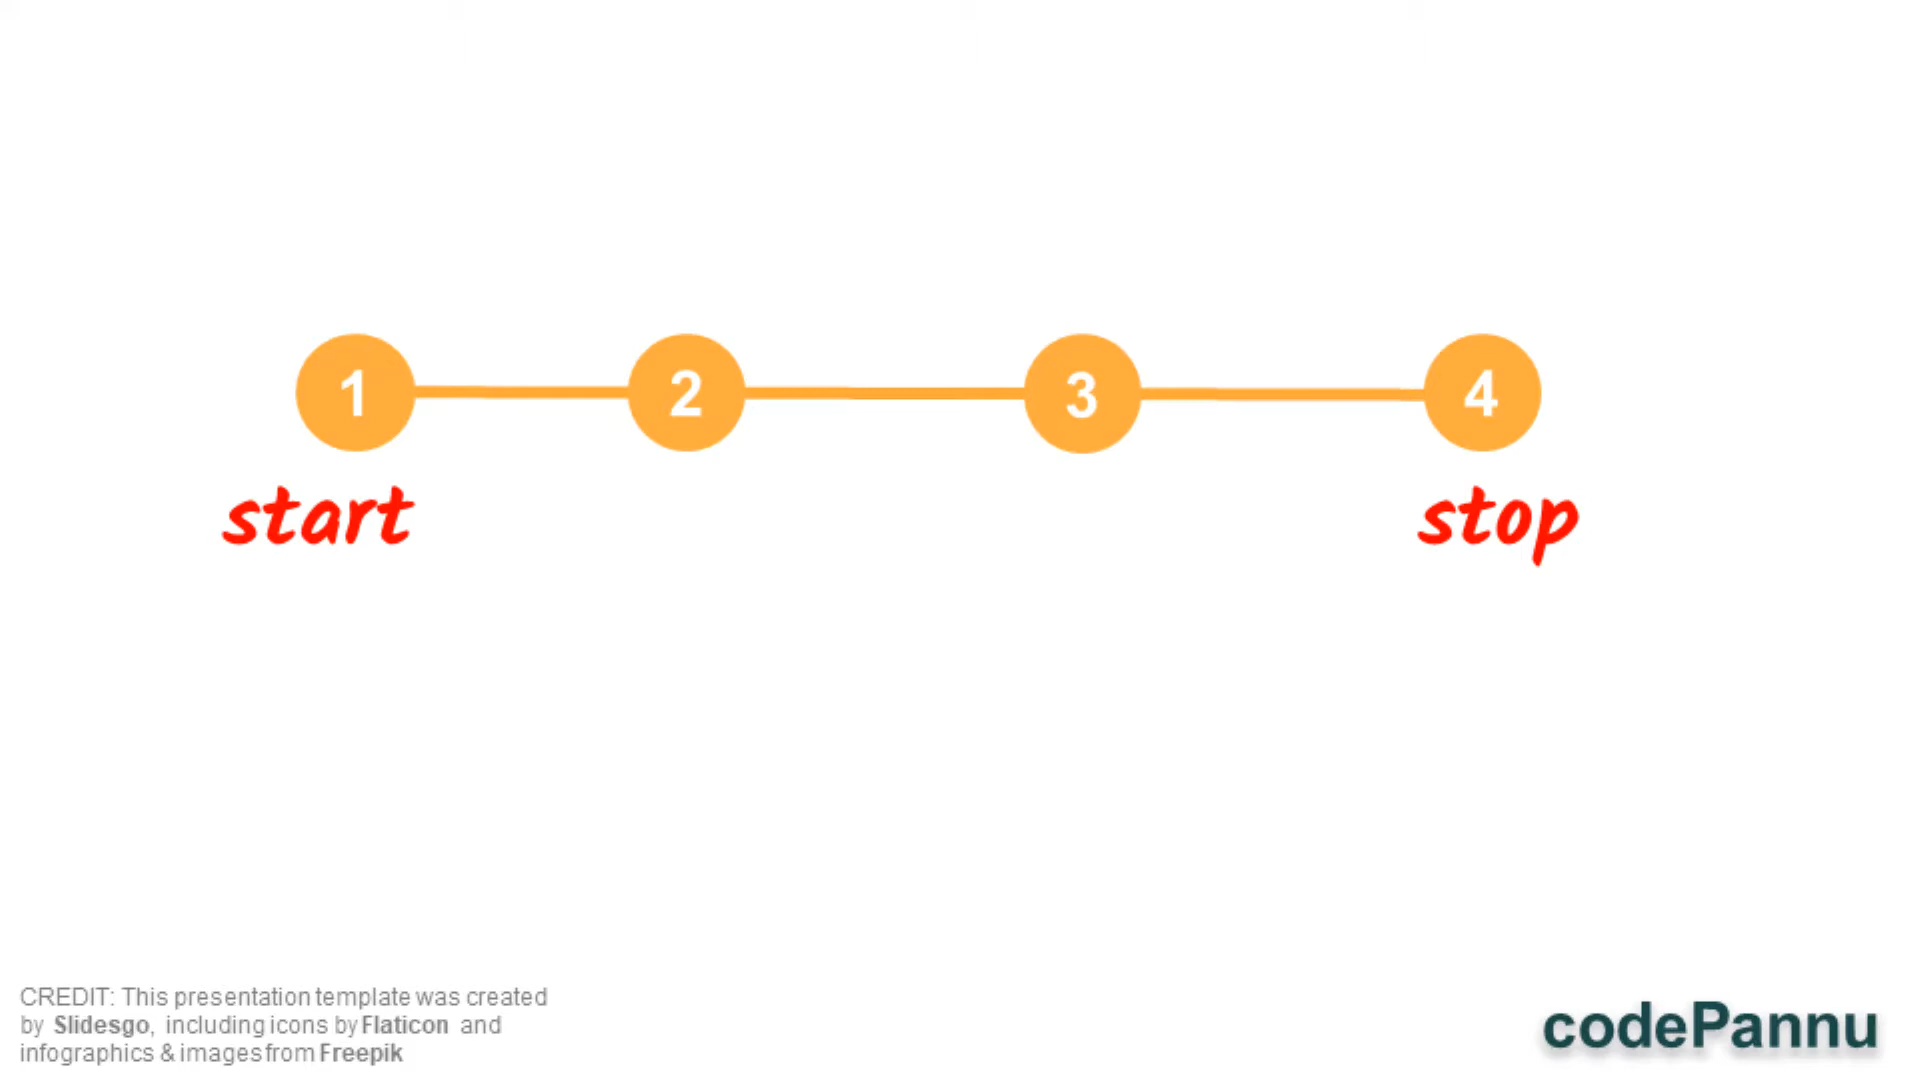 1 2 3 4
start stop
CREDIT: This presentation template was created
by Slidesgo, including icons by Flaticon and
infographics & images from Freepik
codePannu